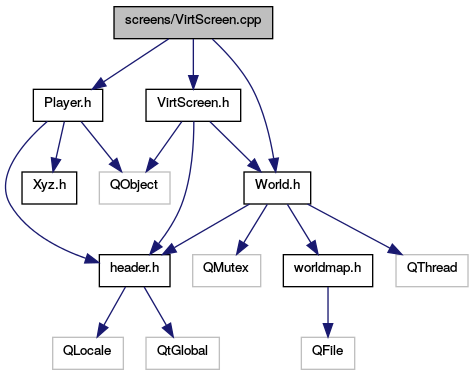 screens/VirtScreen.cpp
Player.h
VirtScreen.h
Xyz.h
QObject
World.h
header.h
QMutex
worldmap.h
QThread
QLocale
QtGlobal
QFile